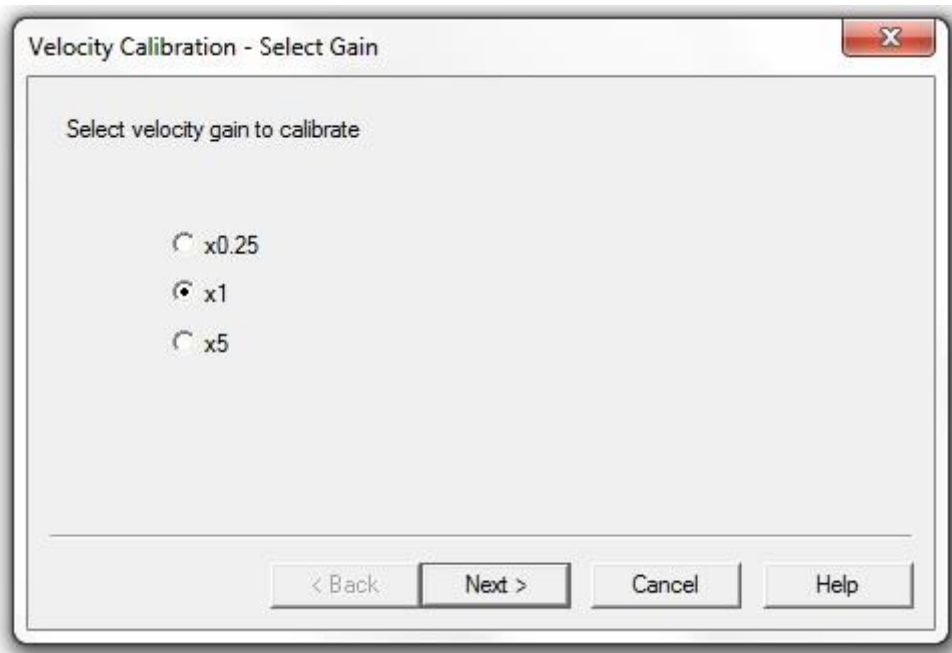 Velocity Calibration - Select Gain
Select velocity gain to calibrate
x0.25
x1
x5
< Back Next > Cancel Help